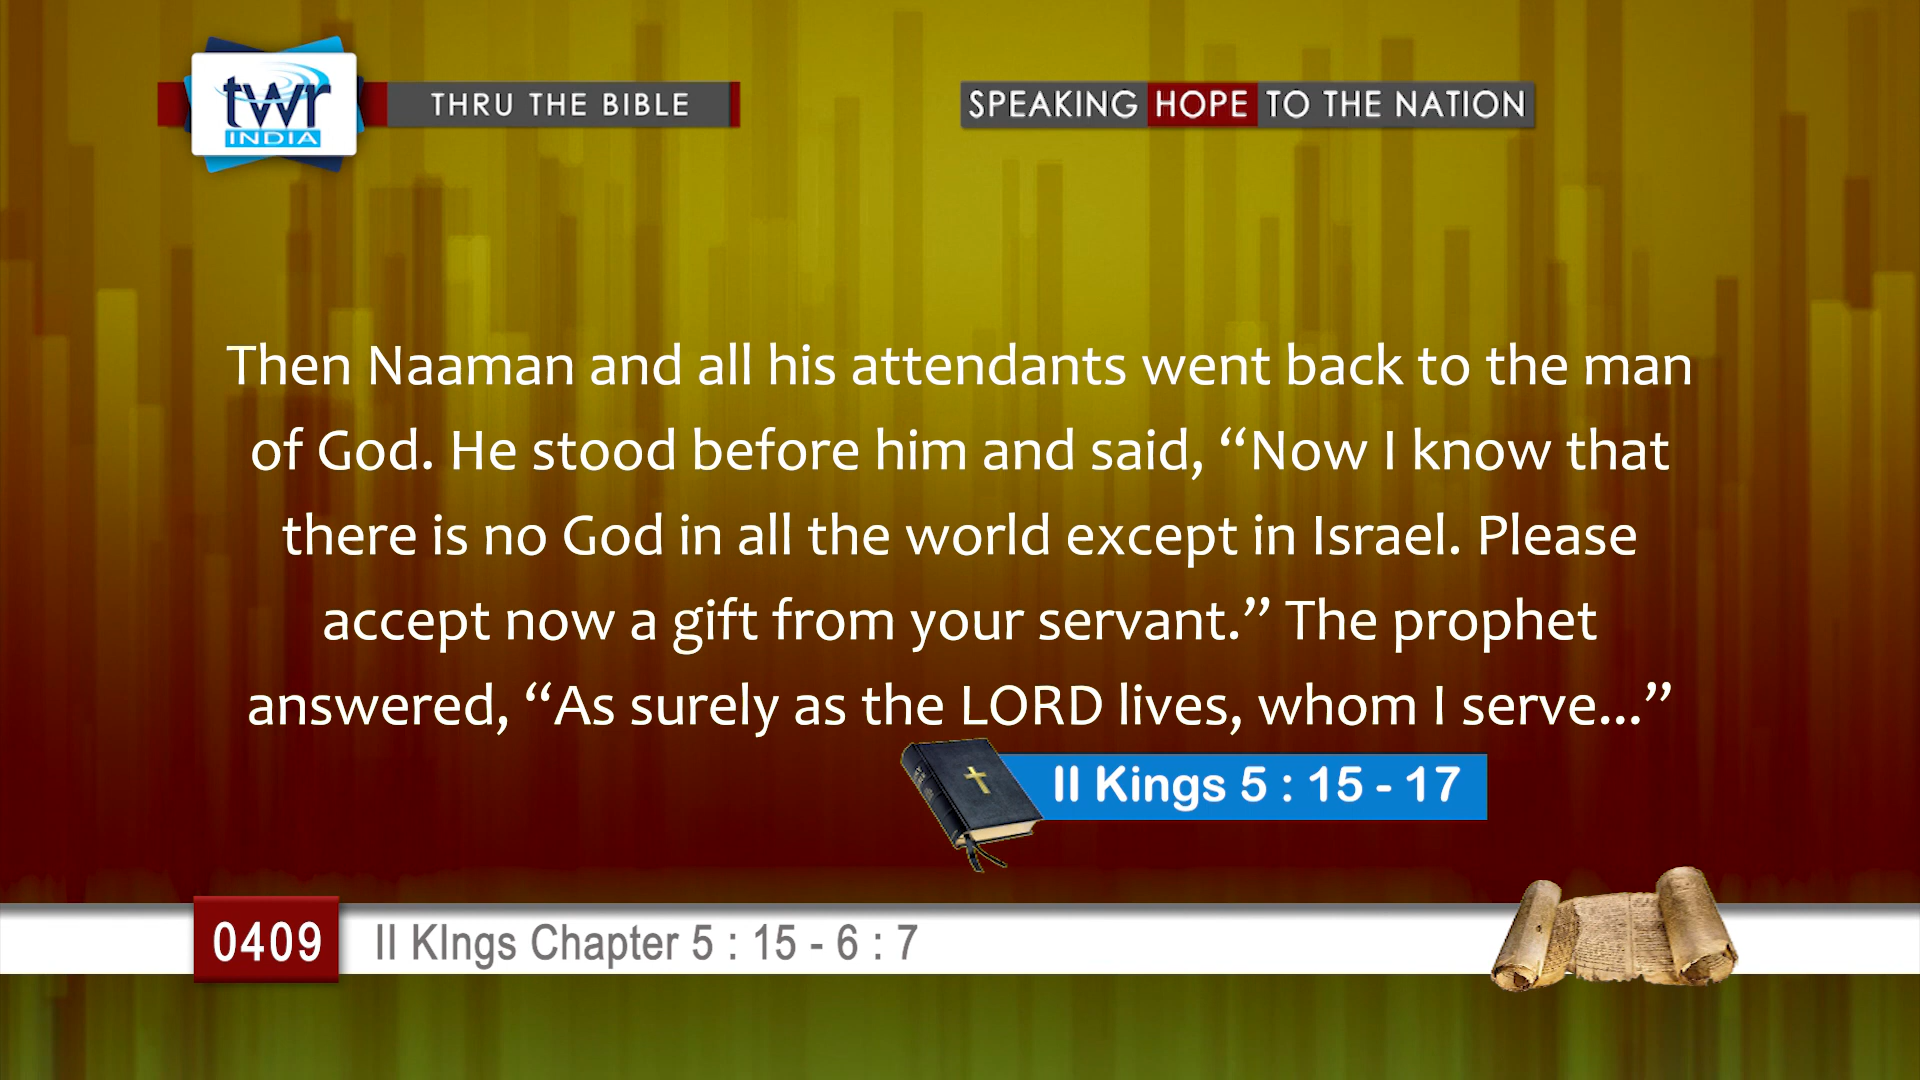 twr
INDIA
THRU THE BIBLE
SPEAKING HOPE TO THE NATION
Then Naaman and all his attendants went back to the man
of God. He stood before him and said, “Now I know that
there is no God in all the world except in Israel. Please
accept now a gift from your servant.” The prophet
answered, “As surely as the LORD lives, whom I serve...”
II Kings 5 : 15 - 17
0409
II KIngs Chapter 5 : 15 - 6 : 7